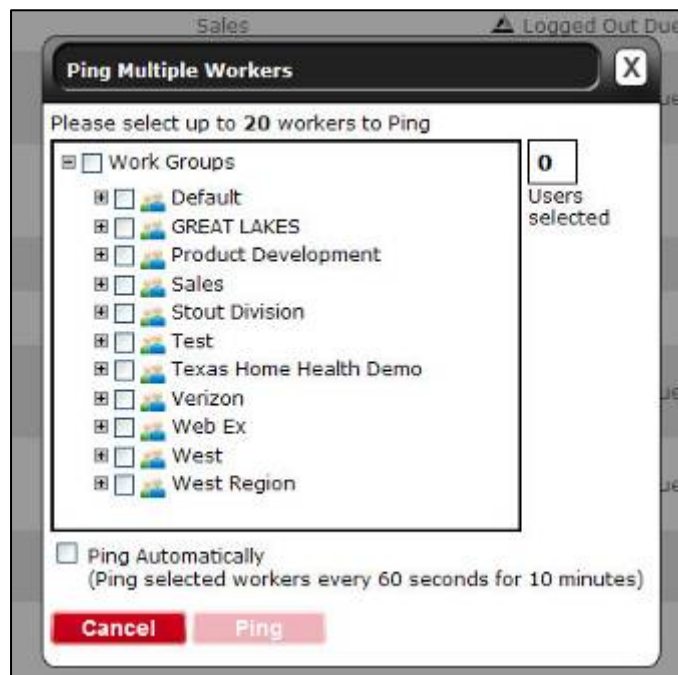 Sales Logged Out Due
Ping Multiple Workers X
Please select up to 20 workers to Ping
Work Groups
0
Users
selected
Default
GREAT LAKES
Product Development
Sales
Stout Division
Test
Texas Home Health Demo
Verizon
Web Ex
West
West Region
Ping Automatically
(Ping selected workers every 60 seconds for 10 minutes)
Cancel Ping